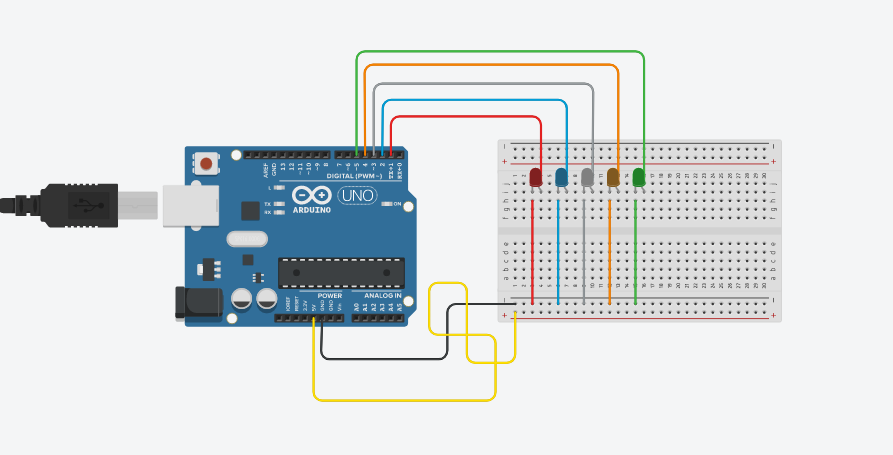 AREF
GND
13
12
~11
~10
~9
8
7
~6
~5
4
~3
2
TX→1
RX←0
DIGITAL (PWM~)
L
TX
RX
ARDUINO
UNO
ON
POWER
ANALOG IN
IOREF
RESET
3.3V
5V
GND
GND
Vin
A0
A1
A2
A3
A4
A5
j
i
h
g
f
e
d
c
b
a